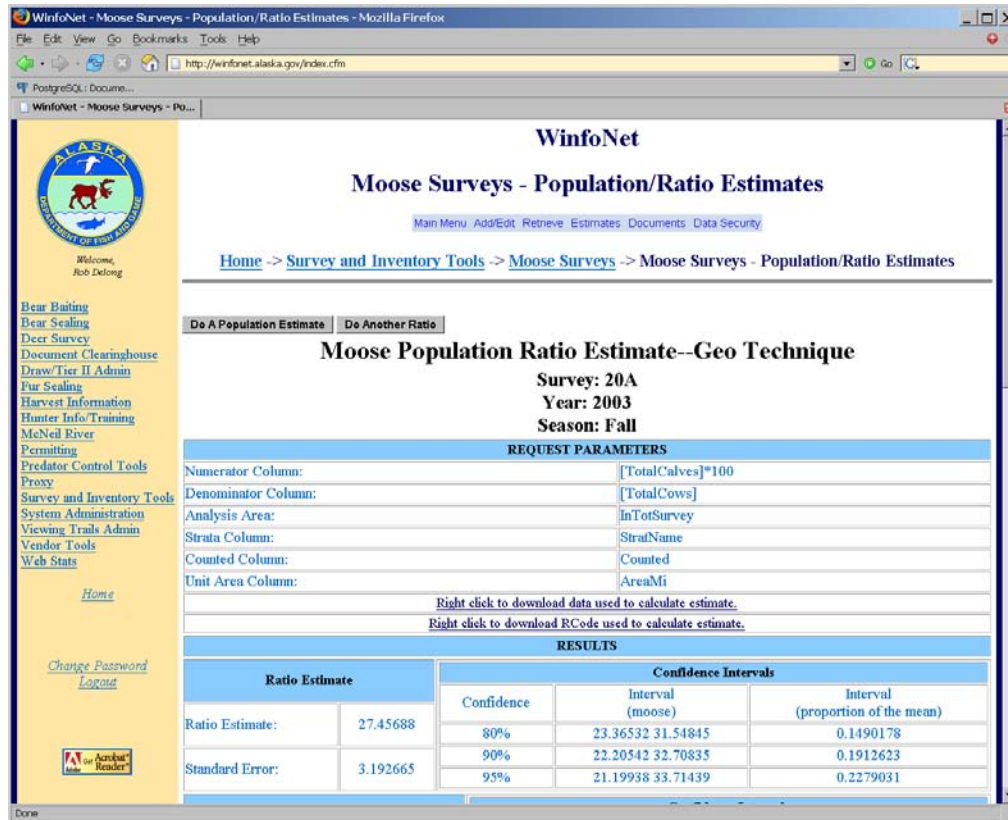 WinfoNet - Moose Surveys - Population/Ratio Estimates - Mozilla Firefox
File Edit View Go Bookmarks Tools Help
http://winfonet.alaska.gov/index.cfm
Go
PostgreSQL: Docume...
WinfoNet - Moose Surveys - Po...
ALASKA
DEPARTMENT OF FISH AND GAME
Welcome,
Rob Delong
Bear Baiting
Bear Sealing
Deer Survey
Document Clearinghouse
Draw/Tier II Admin
Fur Sealing
Harvest Information
Hunter Info/Training
McNeil River
Permitting
Predator Control Tools
Proxy
Survey and Inventory Tools
System Administration
Viewing Trails Admin
Vendor Tools
Web Stats
Home
Change Password
Logout
Get Acrobat
Adobe Reader
WinfoNet
Moose Surveys - Population/Ratio Estimates
Main Menu Add/Edit Retrieve Estimates Documents Data Security
Home -> Survey and Inventory Tools -> Moose Surveys -> Moose Surveys - Population/Ratio Estimates
Do A Population Estimate Do Another Ratio
Moose Population Ratio Estimate--Geo Technique
Survey: 20A
Year: 2003
Season: Fall
REQUEST PARAMETERS
Numerator Column: [TotalCalves]*100
Denominator Column: [TotalCows]
Analysis Area: InTotSurvey
Strata Column: StratName
Counted Column: Counted
Unit Area Column: AreaMi
Right click to download data used to calculate estimate.
Right click to download RCode used to calculate estimate.
RESULTS
Ratio Estimate
Ratio Estimate: 27.45688
Standard Error: 3.192665
Confidence Intervals
Confidence Interval (moose) Interval (proportion of the mean)
80% 23.36532 31.54845 0.1490178
90% 22.20542 32.70835 0.1912623
95% 21.19938 33.71439 0.2279031
Done